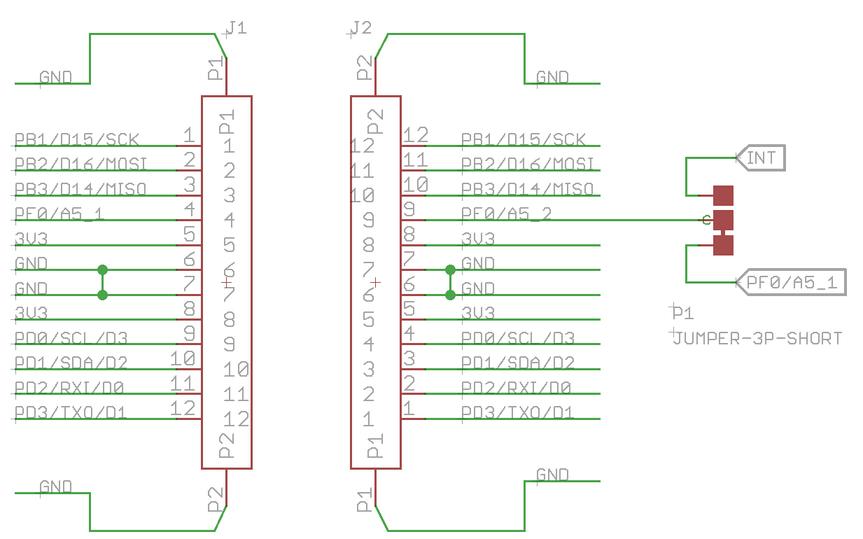 J1
J2
P1
P2
GND
GND
P1
P2
PB1/D15/SCK 1 1
12 12 PB1/D15/SCK
PB2/D16/MOSI 2 2
11 11 PB2/D16/MOSI
INT
PB3/D14/MISO 3 3
10 10 PB3/D14/MISO
PF0/A5_1 4 4
9 9 PF0/A5_2
C
3V3 5 5
8 8 3V3
GND 6 6
7 7 GND
GND 7 7
6 6 GND
PF0/A5_1
3V3 8 8
5 5 3V3
P1
PD0/SCL/D3 9 9
4 4 PD0/SCL/D3
JUMPER-3P-SHORT
PD1/SDA/D2 10 10
3 3 PD1/SDA/D2
PD2/RXI/D0 11 11
2 2 PD2/RXI/D0
PD3/TXO/D1 12 12
1 1 PD3/TXO/D1
P2
P1
GND
GND
P2
P1